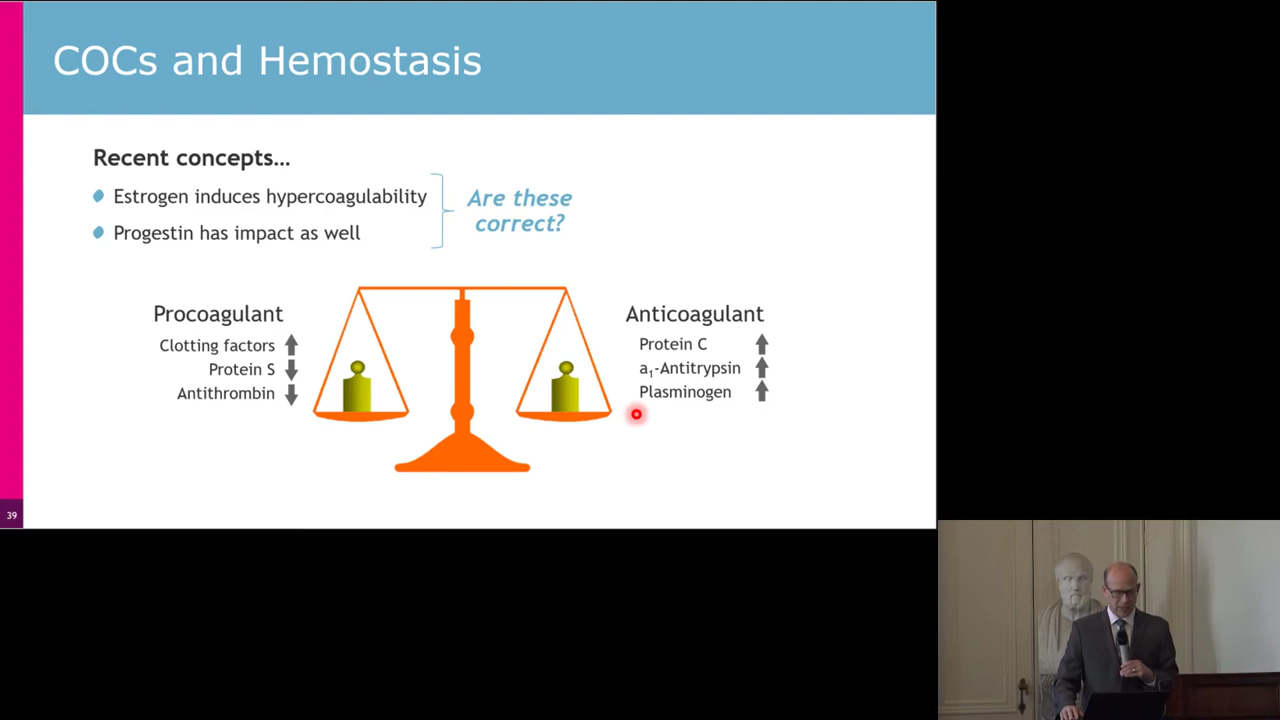 COCs and Hemostasis
Recent concepts…
Estrogen induces hypercoagulability
Progestin has impact as well
Are these
correct?
Procoagulant
Clotting factors
Protein S
Antithrombin
Anticoagulant
Protein C
a₁-Antitrypsin
Plasminogen
39